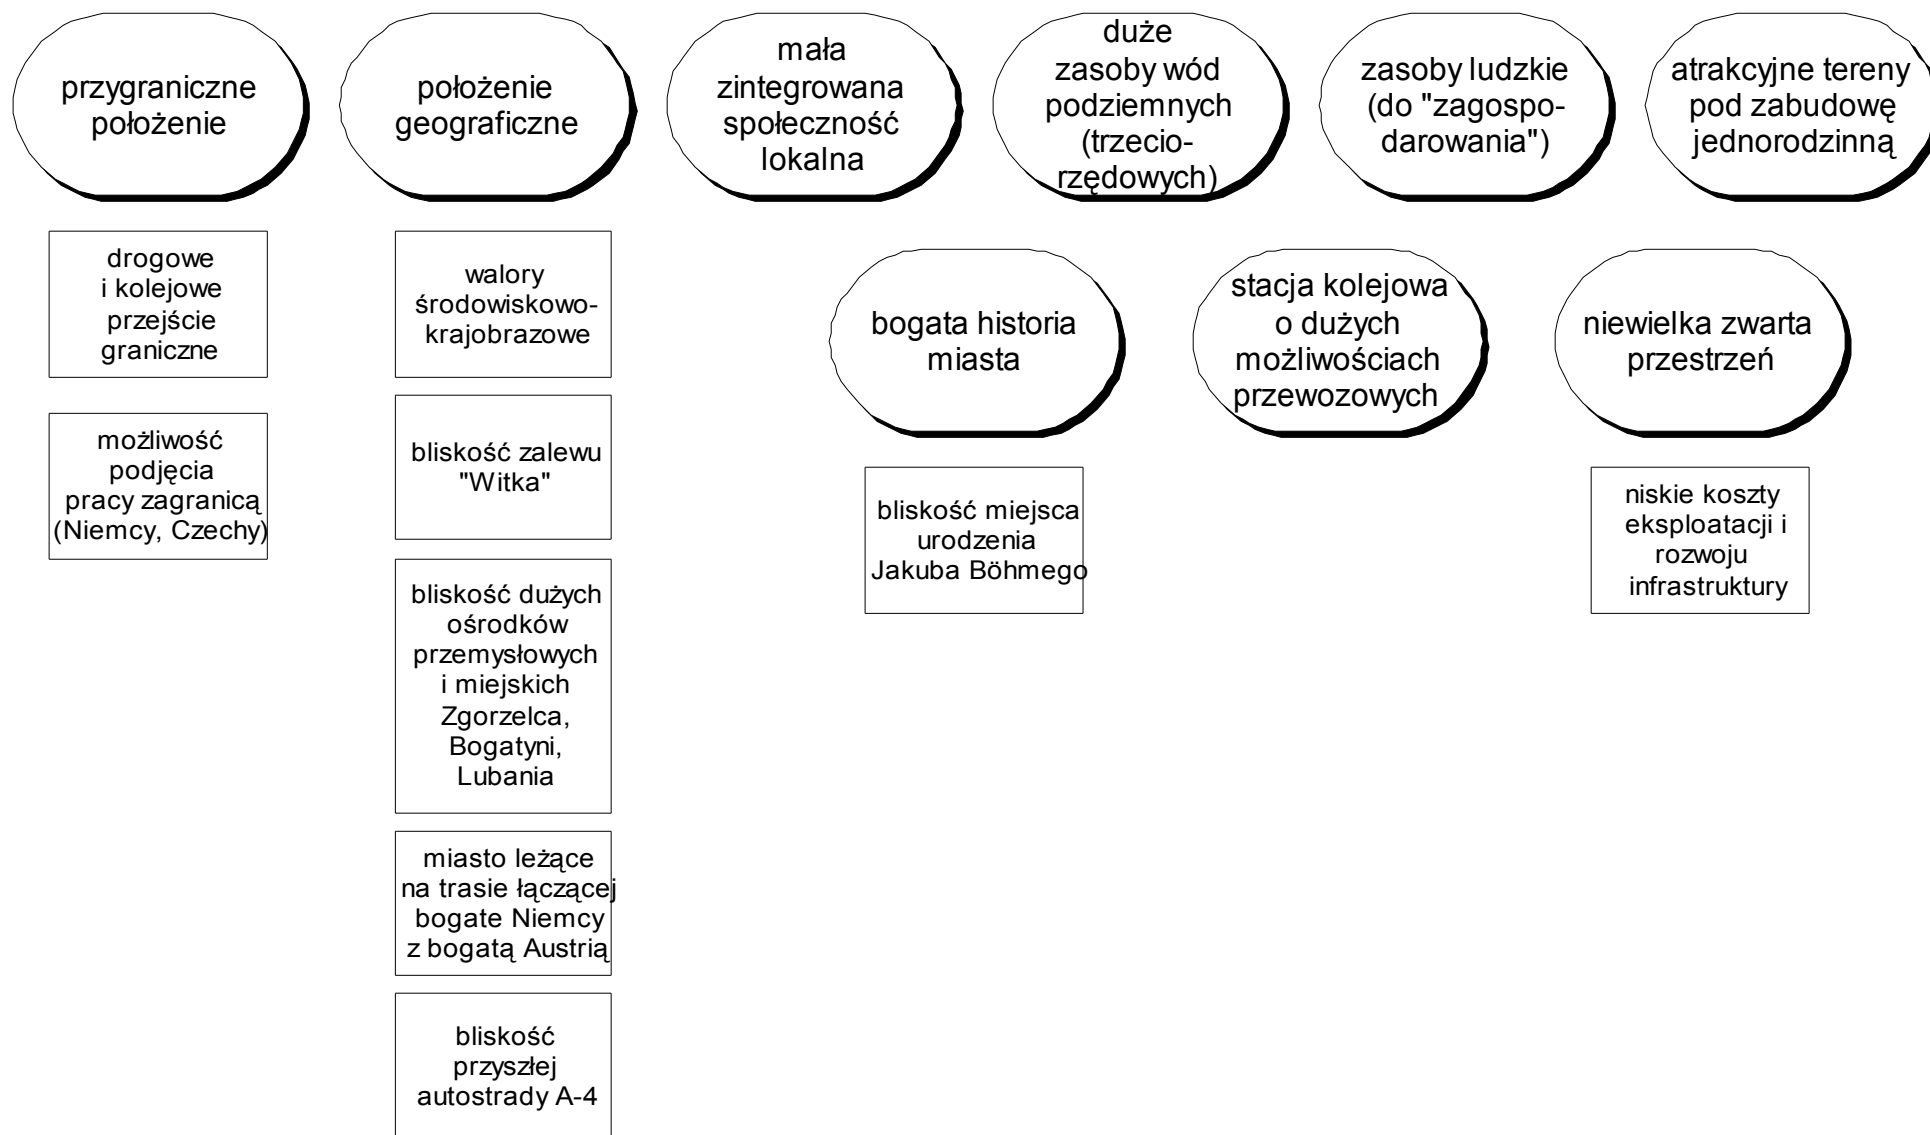 przygraniczne
położenie
położenie
geograficzne
mała
zintegrowana
społeczność
lokalna
duże
zasoby wód
podziemnych
(trzecio-
rzędowych)
zasoby ludzkie
(do "zagospo-
darowania")
atrakcyjne tereny
pod zabudowę
jednorodzinną
drogowe
i kolejowe
przejście
graniczne
możliwość
podjęcia
pracy zagranicą
(Niemcy, Czechy)
walory
środowiskowo-
krajobrazowe
bliskość zalewu
"Witka"
bliskość dużych
ośrodków
przemysłowych
i miejskich
Zgorzelca,
Bogatyni,
Lubania
miasto leżące
na trasie łączącej
bogate Niemcy
z bogatą Austrią
bliskość
przyszłej
autostrady A-4
bogata historia
miasta
bliskość miejsca
urodzenia
Jakuba Böhmego
stacja kolejowa
o dużych
możliwościach
przewozowych
niewielka zwarta
przestrzeń
niskie koszty
eksploatacji i
rozwoju
infrastruktury